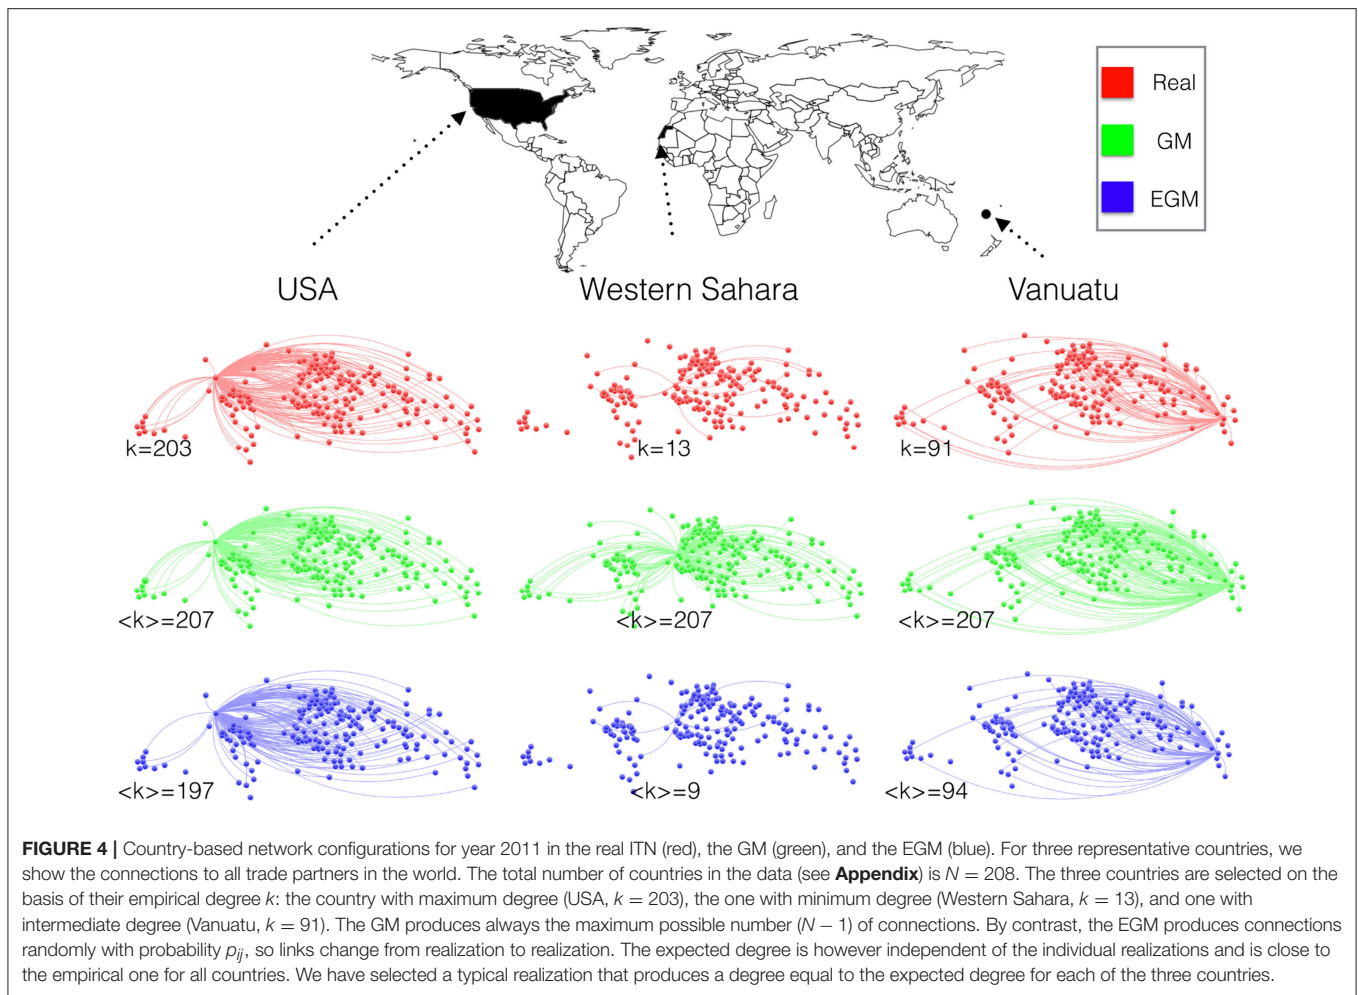 Real
GM
EGM
USA
Western Sahara
Vanuatu
k=203
k=13
k=91
<k>=207
<k>=207
<k>=207
<k>=197
<k>=9
<k>=94
FIGURE 4 | Country-based network configurations for year 2011 in the real ITN (red), the GM (green), and the EGM (blue). For three representative countries, we
show the connections to all trade partners in the world. The total number of countries in the data (see Appendix) is N = 208. The three countries are selected on the
basis of their empirical degree k: the country with maximum degree (USA, k = 203), the one with minimum degree (Western Sahara, k = 13), and one with
intermediate degree (Vanuatu, k = 91). The GM produces always the maximum possible number (N − 1) of connections. By contrast, the EGM produces connections
randomly with probability pij, so links change from realization to realization. The expected degree is however independent of the individual realizations and is close to
the empirical one for all countries. We have selected a typical realization that produces a degree equal to the expected degree for each of the three countries.